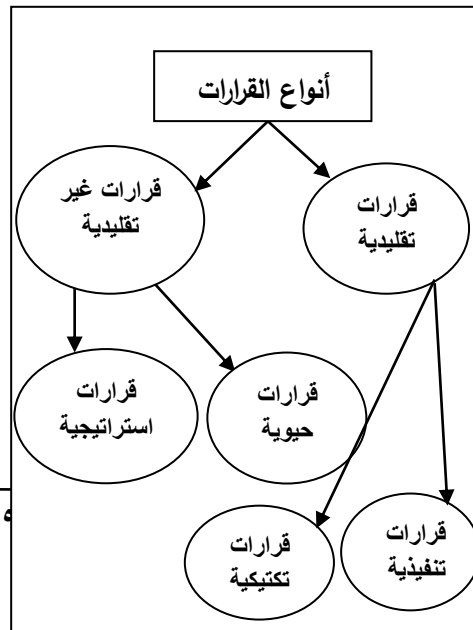 أنواع القرارات
قرارات
تقليدية
قرارات غير
تقليدية
قرارات
حيوية
قرارات
استراتيجية
قرارات
تنفيذية
قرارات
تكتيكية